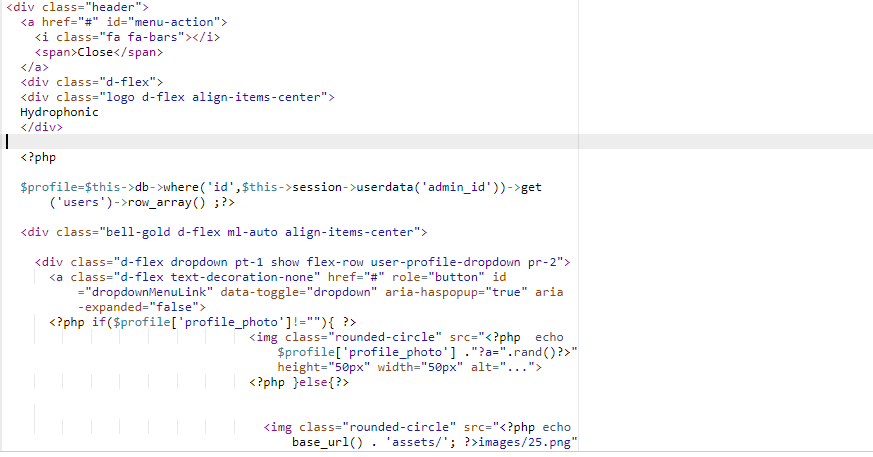 <div class="header">
<a href="#" id="menu-action">
<i class="fa fa-bars"></i>
<span>Close</span>
</a>
<div class="d-flex">
<div class="logo d-flex align-items-center">
Hydrophonic
</div>
<?php
$profile=$this->db->where('id',$this->session->userdata('admin_id'))->get
('users')->row_array() ;?>
<div class="bell-gold d-flex ml-auto align-items-center">
<div class="d-flex dropdown pt-1 show flex-row user-profile-dropdown pr-2">
<a class="d-flex text-decoration-none" href="#" role="button" id
="dropdownMenuLink" data-toggle="dropdown" aria-haspopup="true" aria
-expanded="false">
<?php if($profile['profile_photo']!=""){ ?>
<img class="rounded-circle" src="<?php  echo
$profile['profile_photo'] ."?a=".rand()?>"
height="50px" width="50px" alt="...">
<?php }else{?>
<img class="rounded-circle" src="<?php echo
base_url() . 'assets/'; ?>images/25.png"